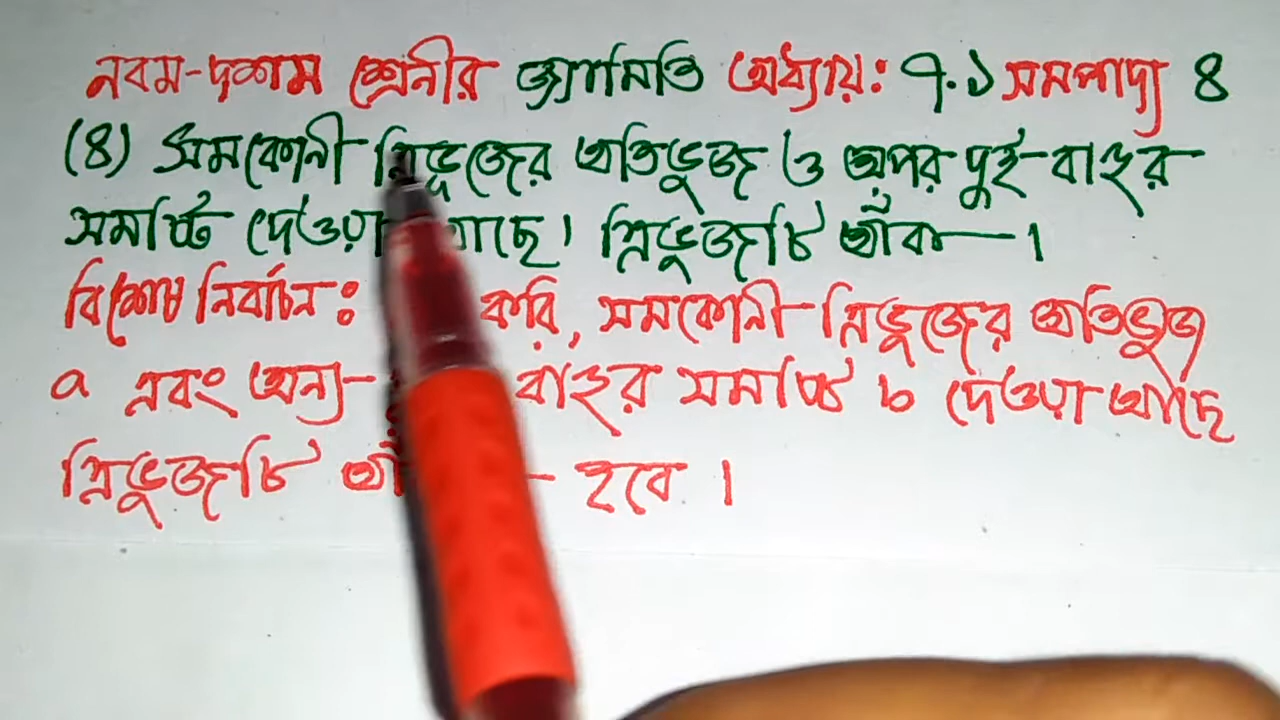 নবম-দশম শ্রেনীর জ্যামিতি অধ্যায়: ৭.১ সমপাদ্য ৪
(৪) সমকোনী ত্রিভুজের অতিভুজ ও অপর দুই বাহুর
সমষ্টি দেওয়া আছে। ত্রিভুজটি আঁক।
বিশেষ নির্বাচন: করি, সমকোনী ত্রিভুজের অতিভুজ
a এবং অন্য বাহুর সমষ্টি b দেওয়া আছে
ত্রিভুজটি হবে।